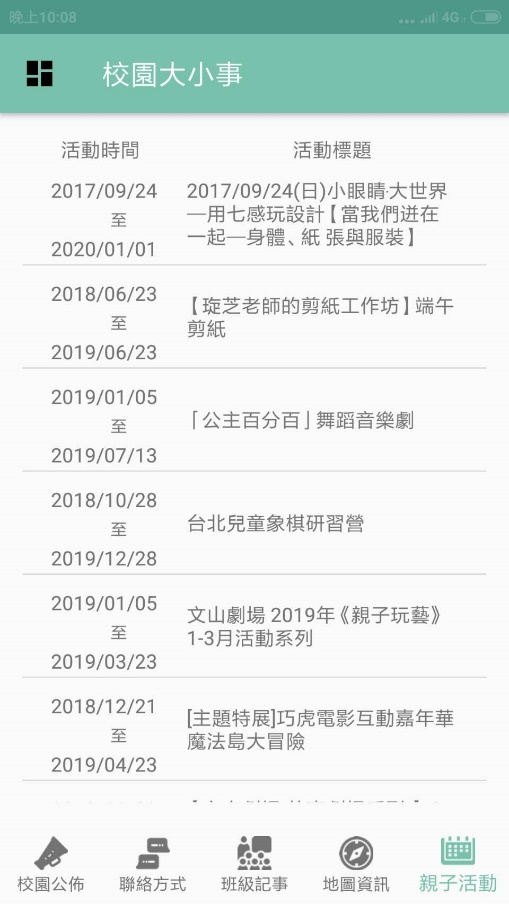 晚上10:08
4G
校園大小事
活動時間
活動標題
2017/09/24
至
2020/01/01
2017/09/24(日)小眼睛·大世界
—用七感玩設計【當我們迸在
一起—身體、紙 張與服裝】
2018/06/23
至
2019/06/23
【琁芝老師的剪紙工作坊】端午
剪紙
2019/01/05
至
2019/07/13
「公主百分百」舞蹈音樂劇
2018/10/28
至
2019/12/28
台北兒童象棋研習營
2019/01/05
至
2019/03/23
文山劇場 2019年《親子玩藝》
1-3月活動系列
2018/12/21
至
2019/04/23
[主題特展]巧虎電影互動嘉年華
魔法島大冒險
校園公佈
聯絡方式
班級記事
地圖資訊
親子活動